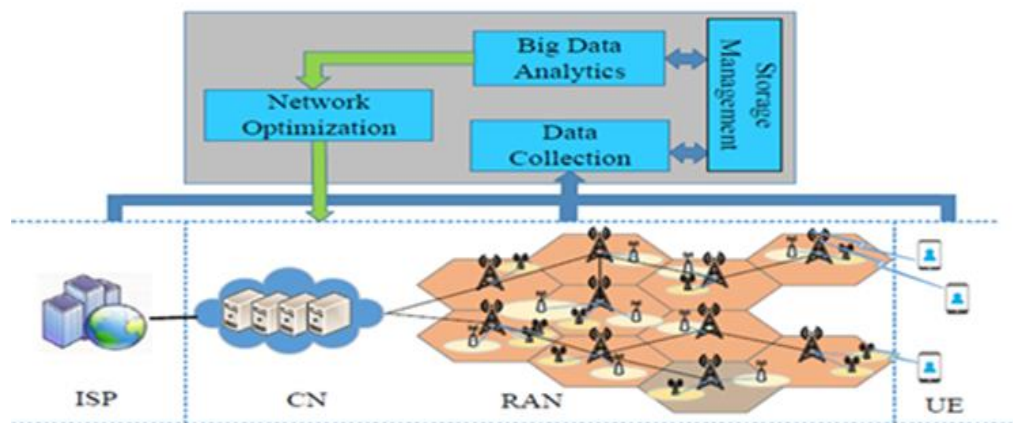 Big Data
Analytics
Storage
Management
Network
Optimization
Data
Collection
ISP
CN
RAN
UE